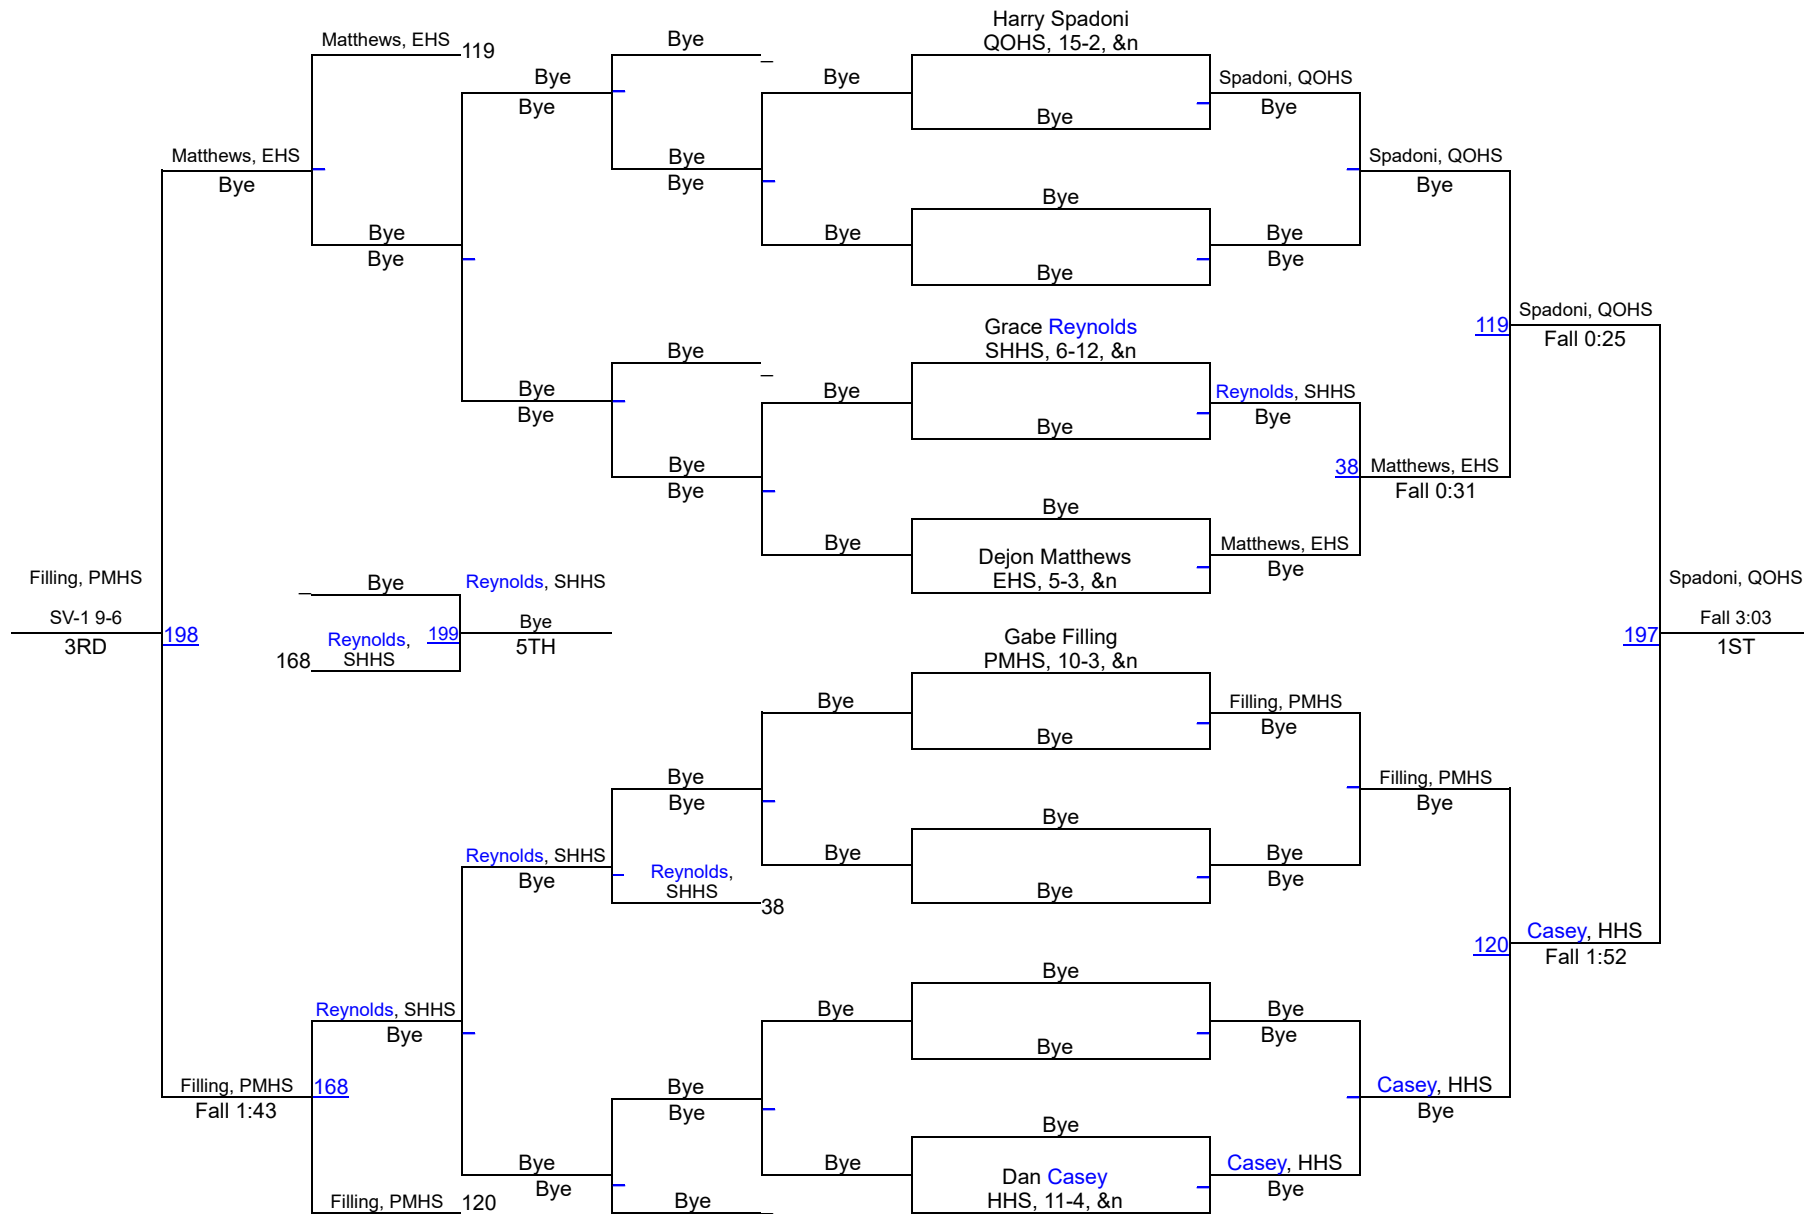 Harry Spadoni
QOHS, 15-2, &n
Matthews, EHS
119
Bye
_
Bye
Bye
Bye
Spadoni, QOHS
Bye
Bye
Matthews, EHS
Bye
Bye
Bye
Spadoni, QOHS
Bye
Bye
Bye
Bye
Bye
Bye
Bye
Bye
Bye
Grace Reynolds
SHHS, 6-12, &n
119
Spadoni, QOHS
Fall 0:25
Bye
_
Bye
Bye
Bye
Reynolds, SHHS
Bye
Bye
Bye
Bye
38
Matthews, EHS
Fall 0:31
Bye
Bye
Dejon Matthews
EHS, 5-3, &n
Matthews, EHS
Bye
Filling, PMHS
SV-1 9-6
3RD
198
_
Bye
Reynolds,
SHHS
168
199
Reynolds, SHHS
Bye
5TH
Spadoni, QOHS
Fall 3:03
1ST
197
Gabe Filling
PMHS, 10-3, &n
Bye
Bye
Filling, PMHS
Bye
Bye
Bye
Filling, PMHS
Bye
Bye
Bye
Bye
Bye
Bye
Reynolds, SHHS
Bye
Reynolds,
SHHS
38
120
Casey, HHS
Fall 1:52
Bye
Bye
Bye
Bye
Bye
Reynolds, SHHS
Bye
Filling, PMHS
Fall 1:43
168
Bye
Bye
Casey, HHS
Bye
Bye
Bye
Bye
Bye
Dan Casey
HHS, 11-4, &n
Casey, HHS
Bye
Filling, PMHS
120
Bye
_